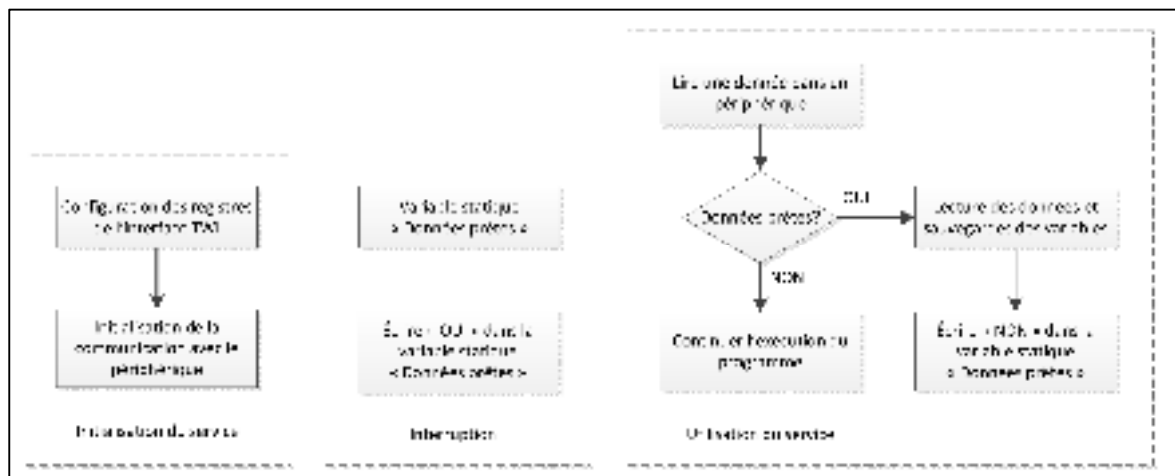 Lire une donnée dans un
périphérique
Configuration des registres
de l'interface TWI
Variable statique
« Données prêtes »
Données prêtes?
OUI
Lecture des données et
sauvegardes des variables
NON
Initialisation de la
communication avec le
périphérique
Écrire « OUI » dans la
variable statique
« Données prêtes »
Continuer l'exécution du
programme
Écrire « NON » dans la
variable statique
« Données prêtes »
Initialisation du service
Interruption
Utilisation du service